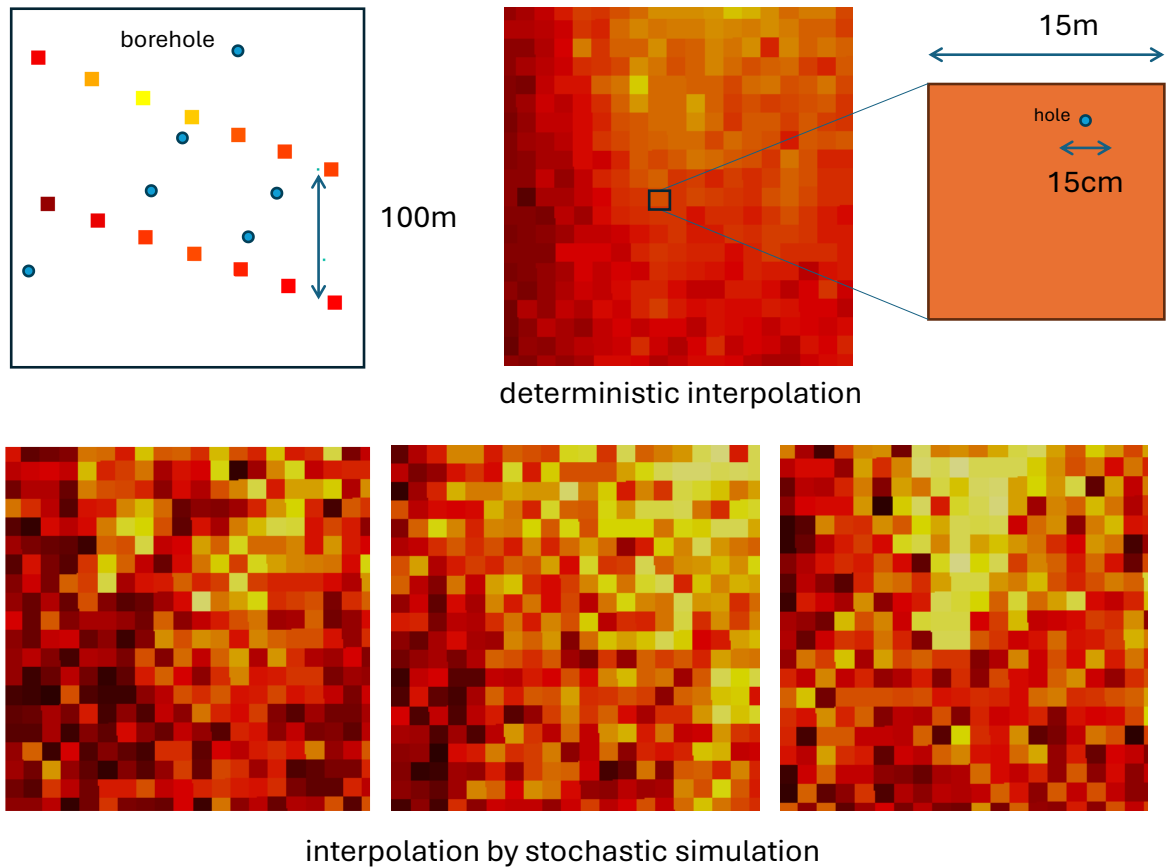 borehole
100m
deterministic interpolation
15m
hole
15cm
interpolation by stochastic simulation